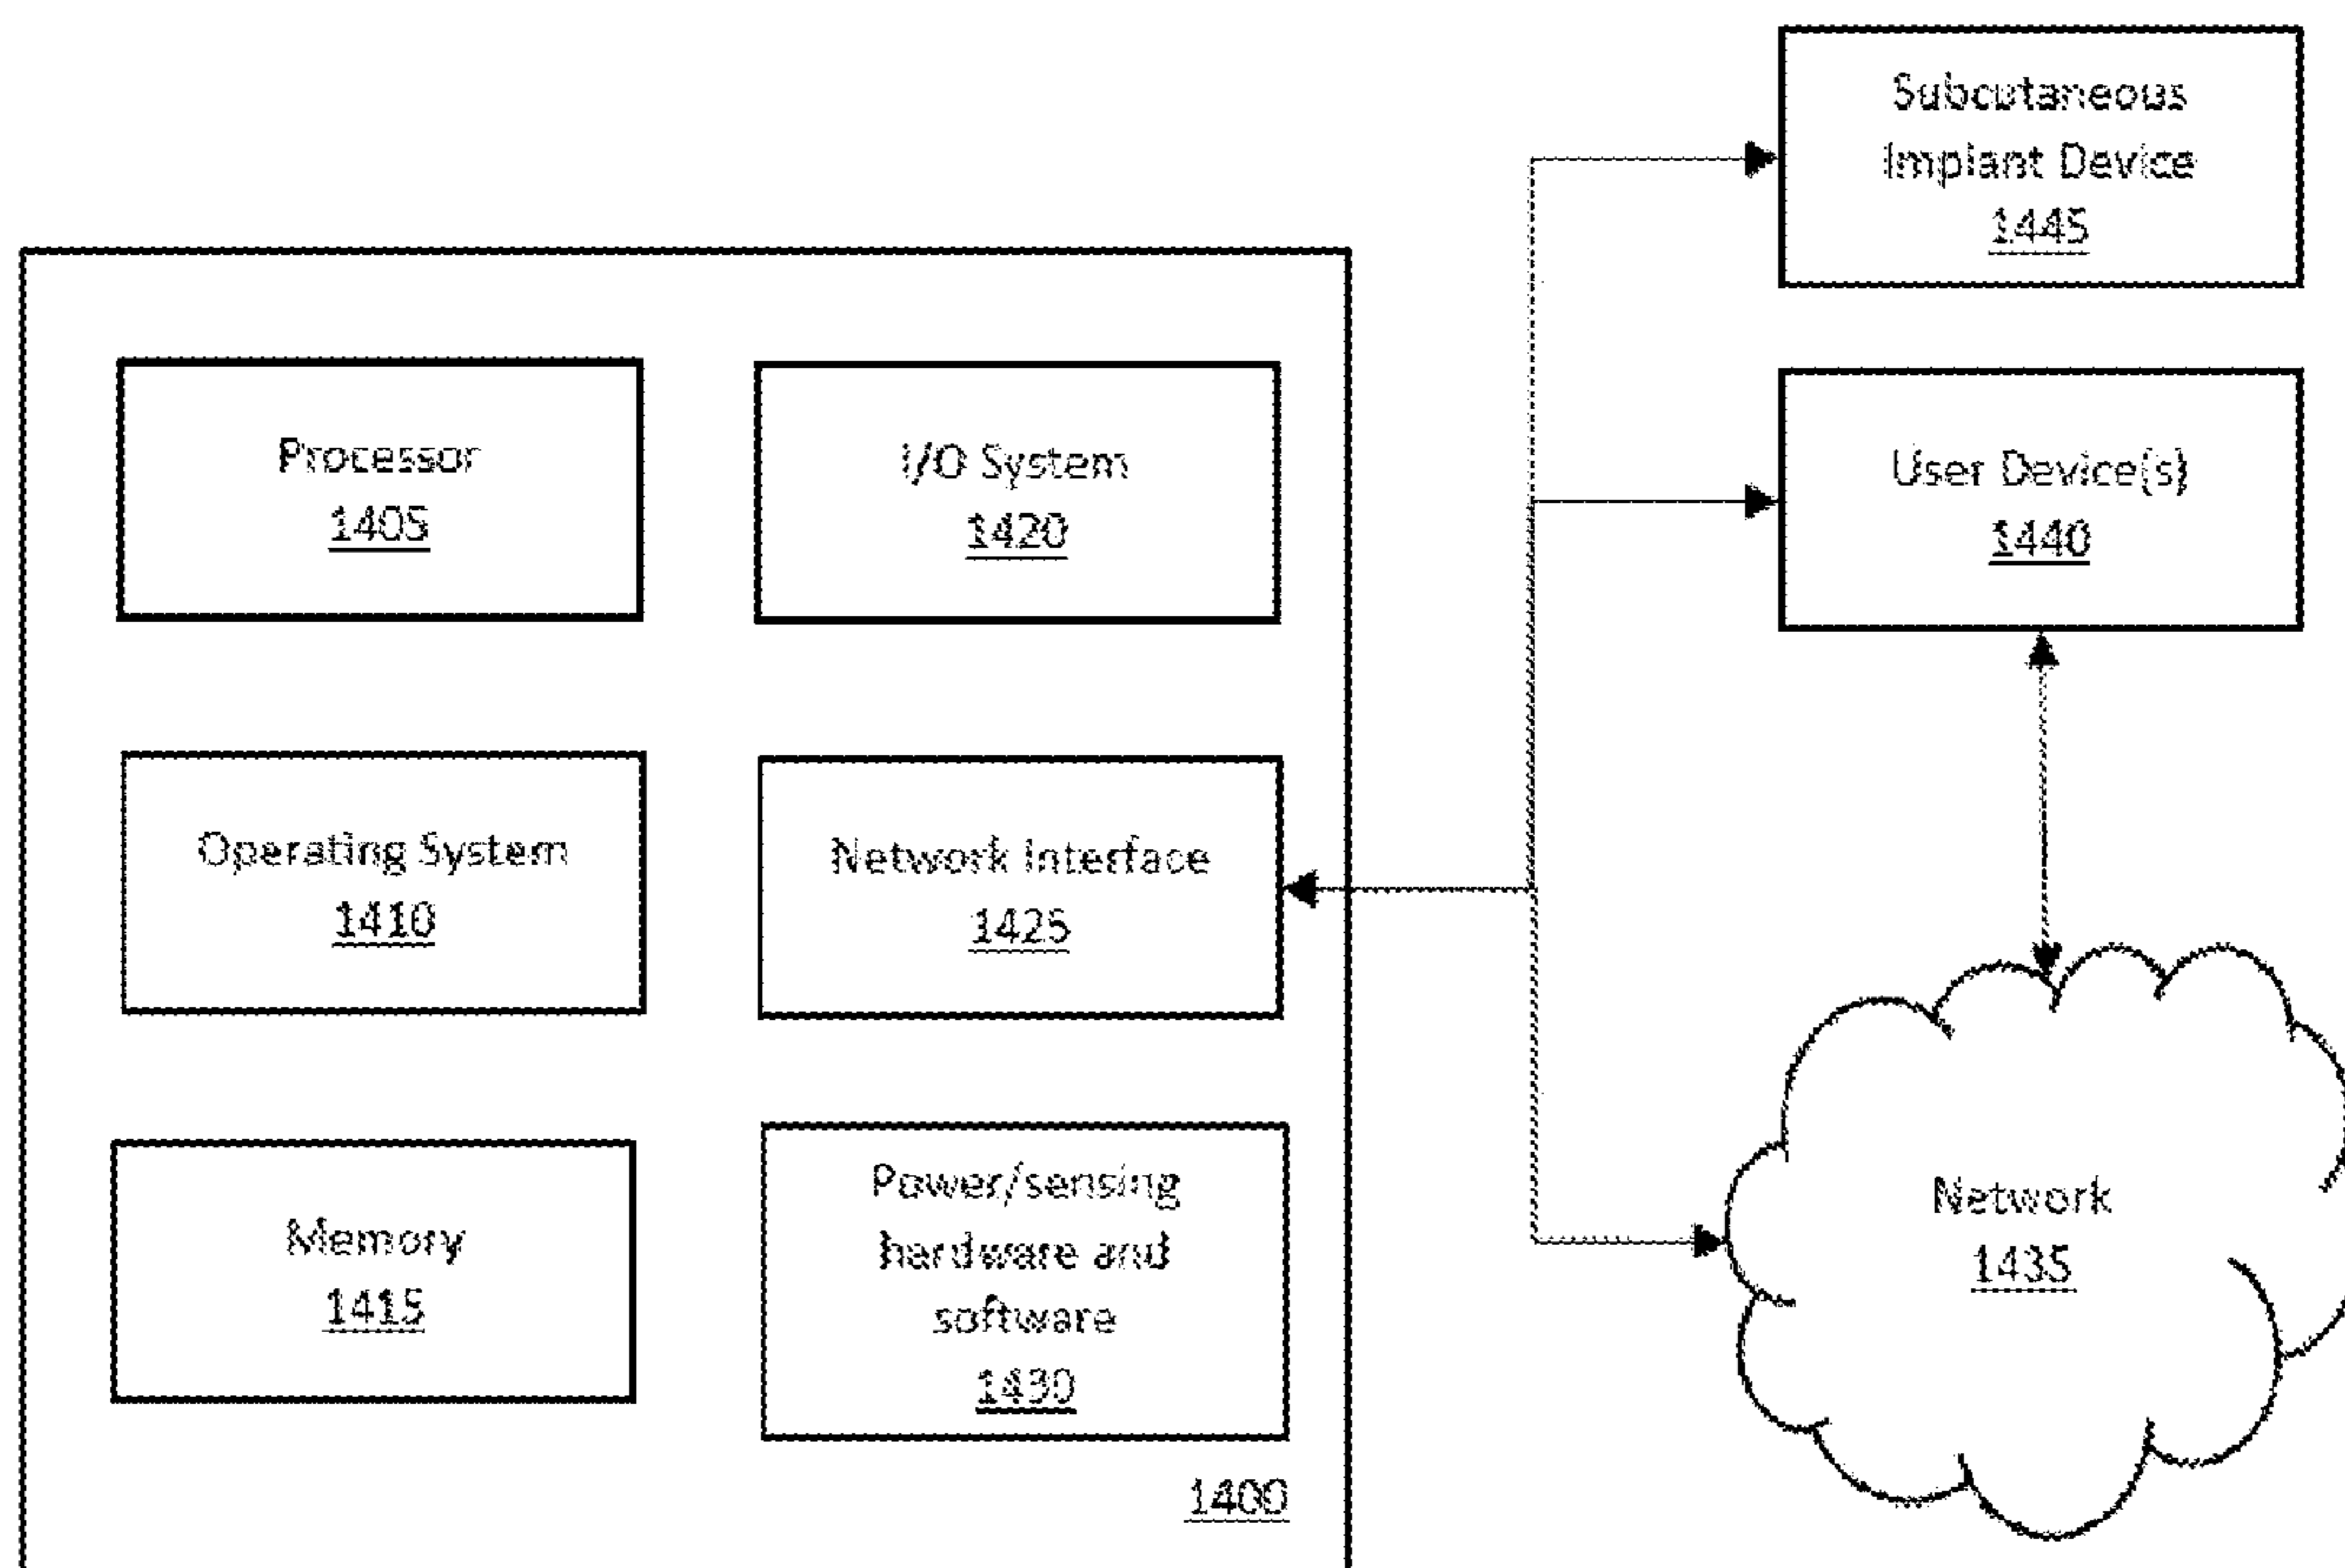 Subcutaneous
Implant Device
1445
Processor
1405
I/O System
1420
User Device(s)
1440
Operating System
1410
Network Interface
1425
Memory
1415
Power/sensing
hardware and
software
1430
Network
1435
1400